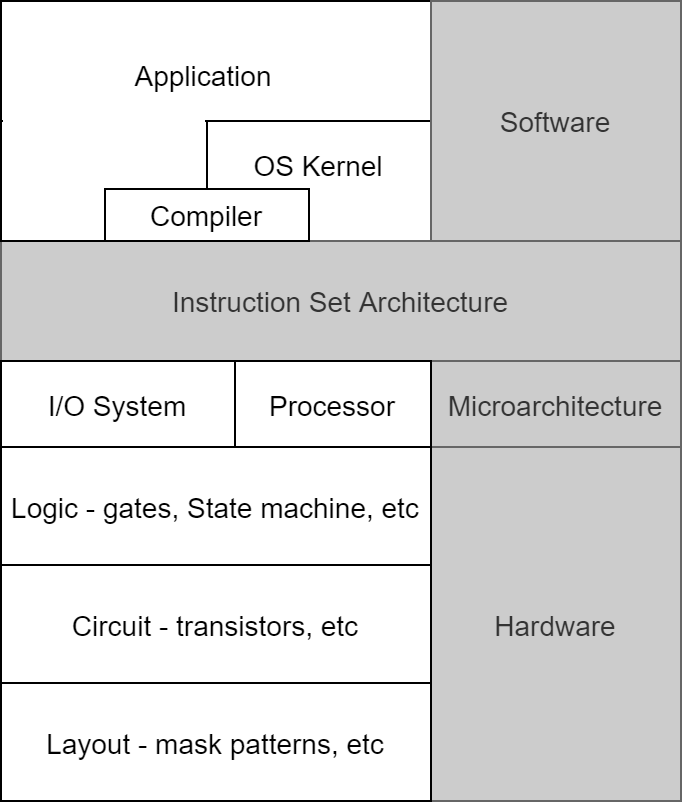 Application
Software
OS Kernel
Compiler
Instruction Set Architecture
I/O System
Processor
Microarchitecture
Logic - gates, State machine, etc
Circuit - transistors, etc
Hardware
Layout - mask patterns, etc